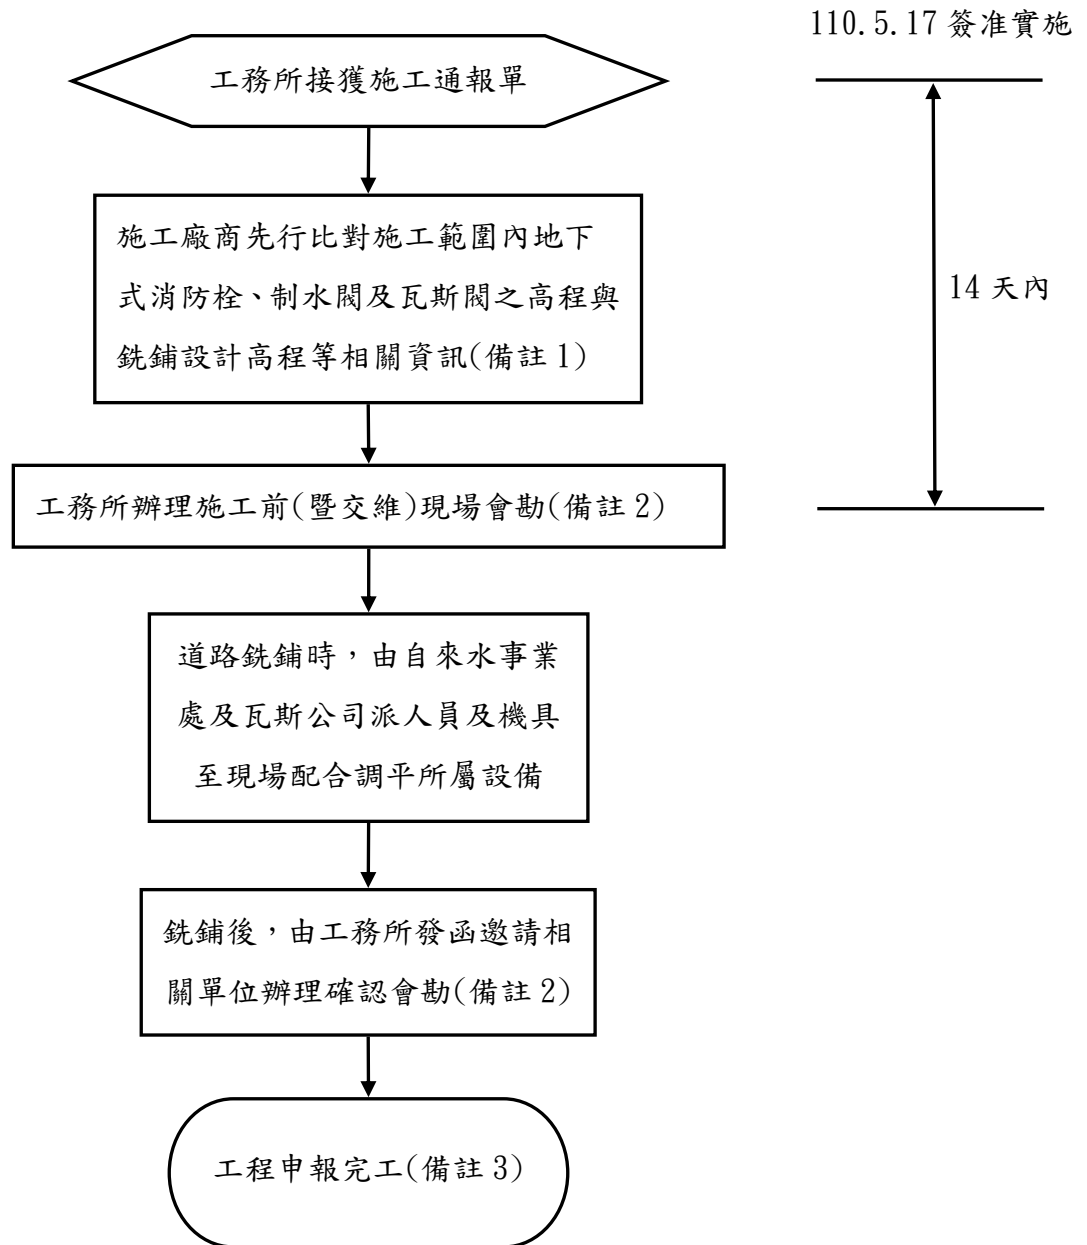 110.5.17 簽准實施
工務所接獲施工通報單
施工廠商先行比對施工範圍內地下
式消防栓、制水閥及瓦斯閥之高程與
銑鋪設計高程等相關資訊(備註 1)
14 天內
工務所辦理施工前(暨交維)現場會勘(備註 2)
道路銑鋪時，由自來水事業
處及瓦斯公司派人員及機具
至現場配合調平所屬設備
銑鋪後，由工務所發函邀請相
關單位辦理確認會勘(備註 2)
工程申報完工(備註 3)